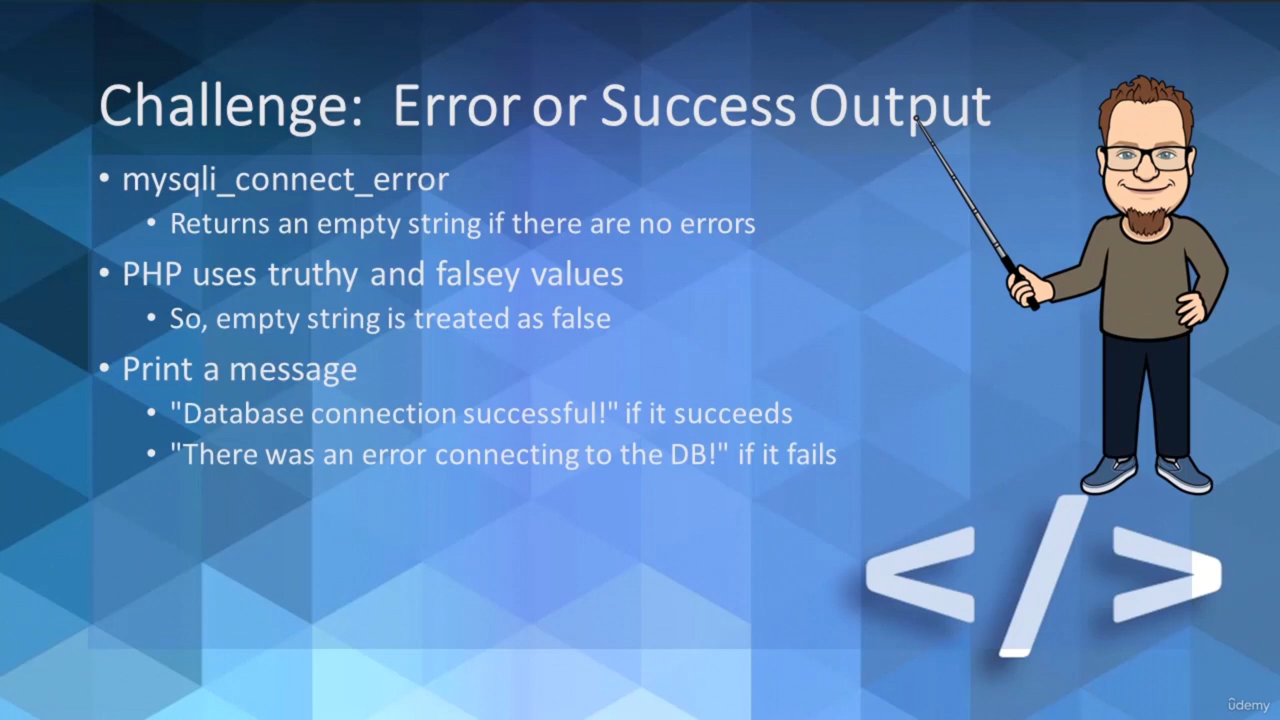 Challenge: Error or Success Output
• mysqli_connect_error
• Returns an empty string if there are no errors
• PHP uses truthy and falsey values
• So, empty string is treated as false
• Print a message
• "Database connection successful!" if it succeeds
• "There was an error connecting to the DB!" if it fails
</>
ûdemy